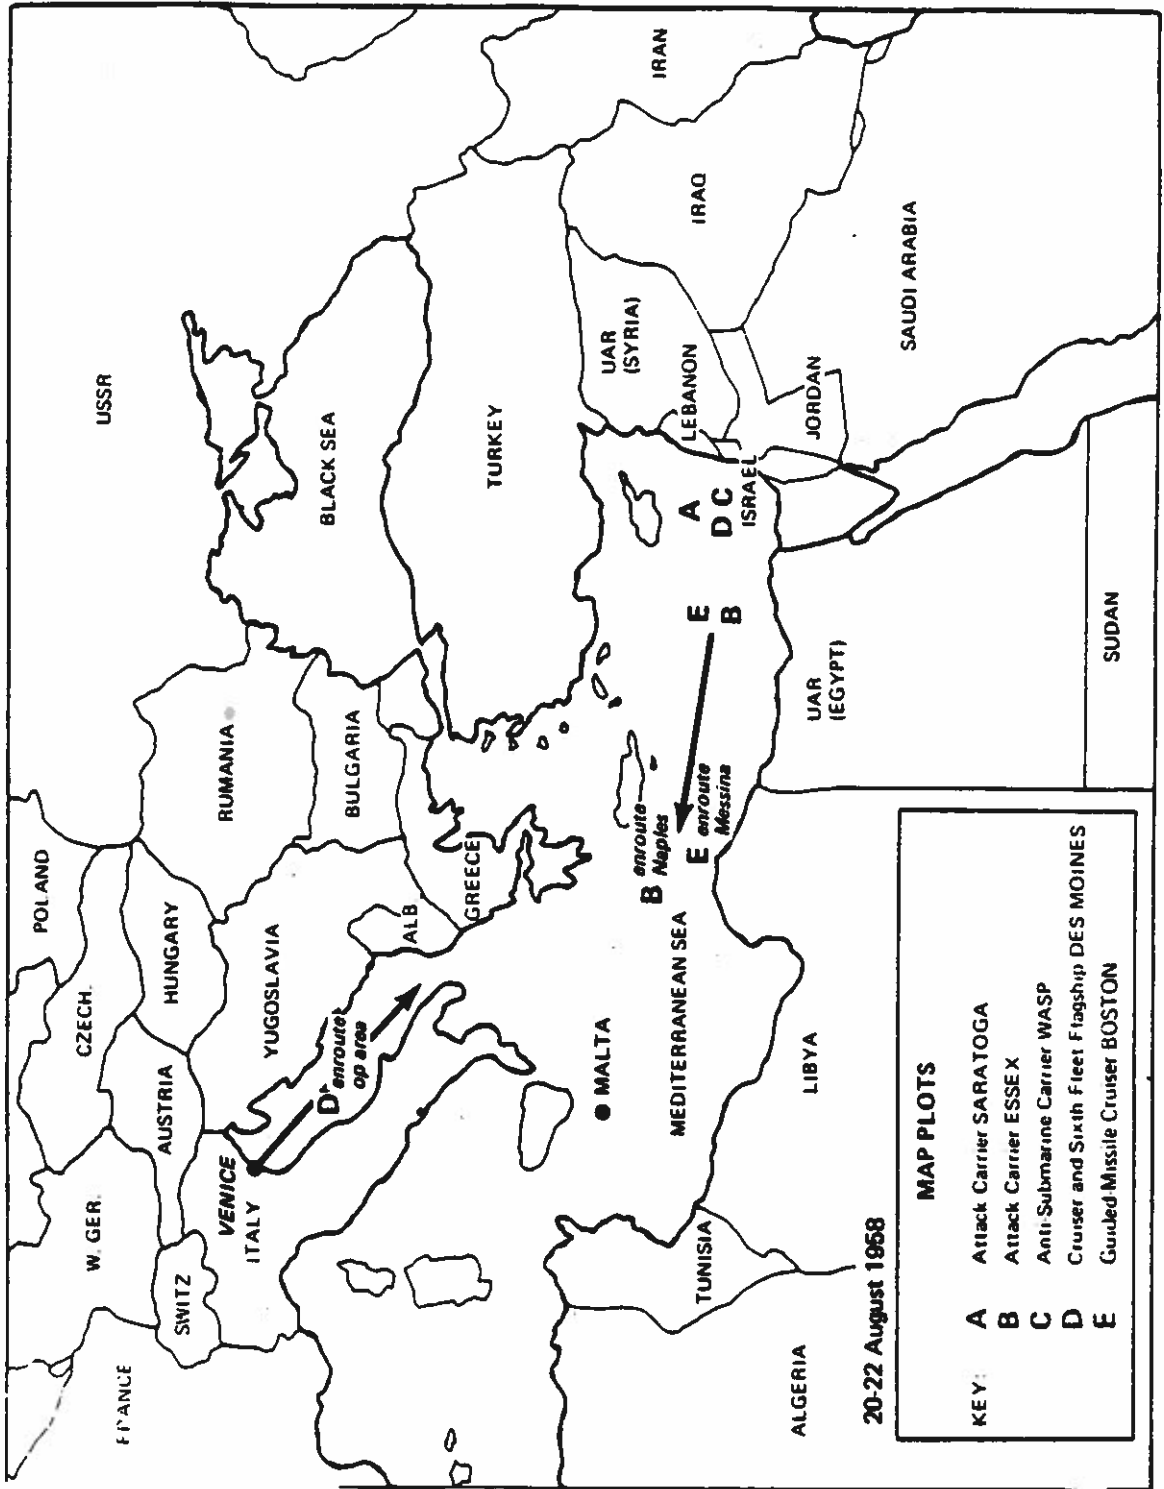 USSR
POLAND
CZECH.
W. GER.
FRANCE
SWITZ
AUSTRIA
HUNGARY
RUMANIA
YUGOSLAVIA
BULGARIA
BLACK SEA
VENICE
ITALY
D
enroute
op area
ALB.
GREECE
TURKEY
IRAN
IRAQ
UAR
(SYRIA)
LEBANON
ISRAEL
JORDAN
SAUDI ARABIA
A
D C
E
B
B
enroute
Naples
E enroute
Messina
MALTA
MEDITERRANEAN SEA
TUNISIA
ALGERIA
LIBYA
UAR
(EGYPT)
SUDAN
20-22 August 1958
MAP PLOTS
KEY: A Attack Carrier SARATOGA
B Attack Carrier ESSEX
C Anti-Submarine Carrier WASP
D Cruiser and Sixth Fleet Flagship DES MOINES
E Guided-Missile Cruiser BOSTON